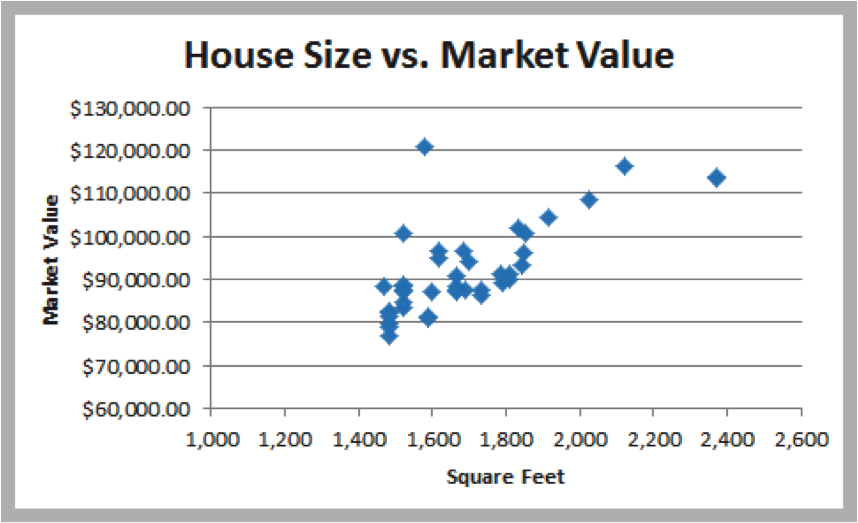 House Size vs. Market Value
$130,000.00
$120,000.00
$110,000.00
$100,000.00
$90,000.00
$80,000.00
$70,000.00
$60,000.00
Market Value
1,000 1,200 1,400 1,600 1,800 2,000 2,200 2,400 2,600
Square Feet